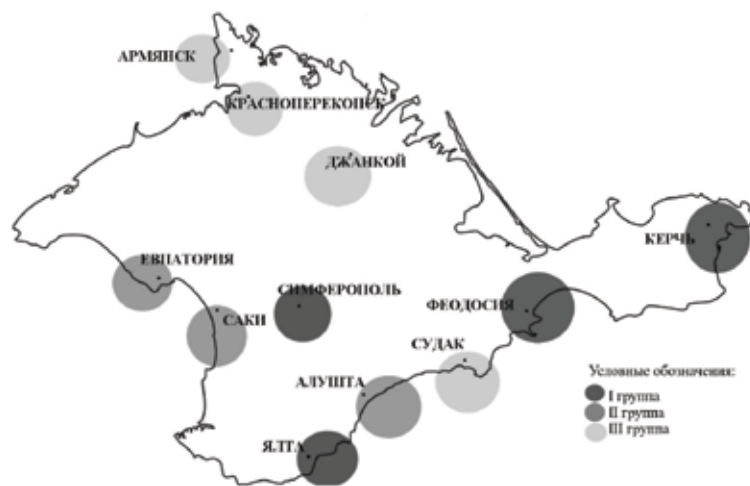 АРМЯНСК
КРАСНОПЕРЕКОПСК
ДЖАНКОЙ
КЕРЧЬ
ЕВПАТОРИЯ
СИМФЕРОПОЛЬ
ФЕОДОСИЯ
САКИ
СУДАК
АЛУШТА
ЯЛТА
Условные обозначения:
I группа
II группа
III группа